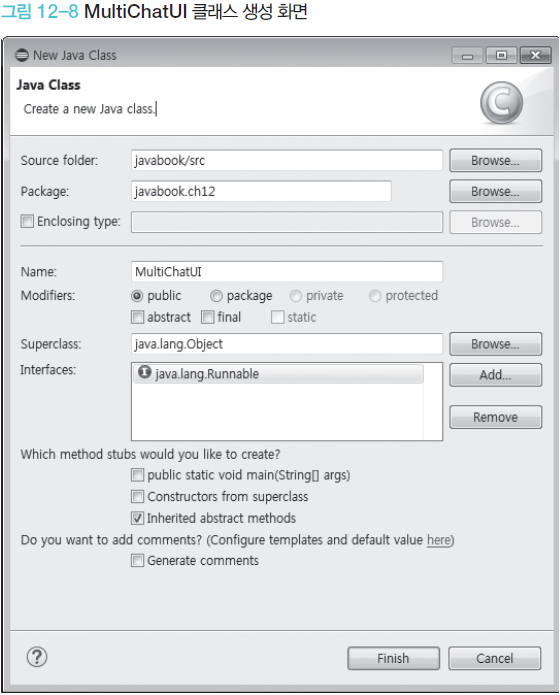 그림 12-8 MultiChatUI 클래스 생성 화면
New Java Class
Java Class
Create a new Java class.
Source folder: javabook/src Browse...
Package: javabook.ch12 Browse...
Enclosing type: Browse...
Name: MultiChatUI
Modifiers: public package private protected
abstract final static
Superclass: java.lang.Object Browse...
Interfaces: java.lang.Runnable Add...
Remove
Which method stubs would you like to create?
public static void main(String[] args)
Constructors from superclass
Inherited abstract methods
Do you want to add comments? (Configure templates and default value here)
Generate comments
Finish Cancel